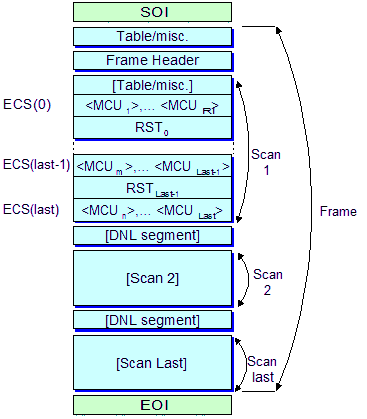 SOI
Table/misc.
Frame Header
[Table/misc.]
ECS(0) <MCU 1>,... <MCU RI>
RST0
ECS(last-1) <MCU m>,... <MCU Last-1>
RST Last-1
ECS(last) <MCU n>,... <MCU Last>
[DNL segment]
[Scan 2]
[DNL segment]
[Scan Last]
EOI
Scan
1
Scan
2
Scan
last
Frame